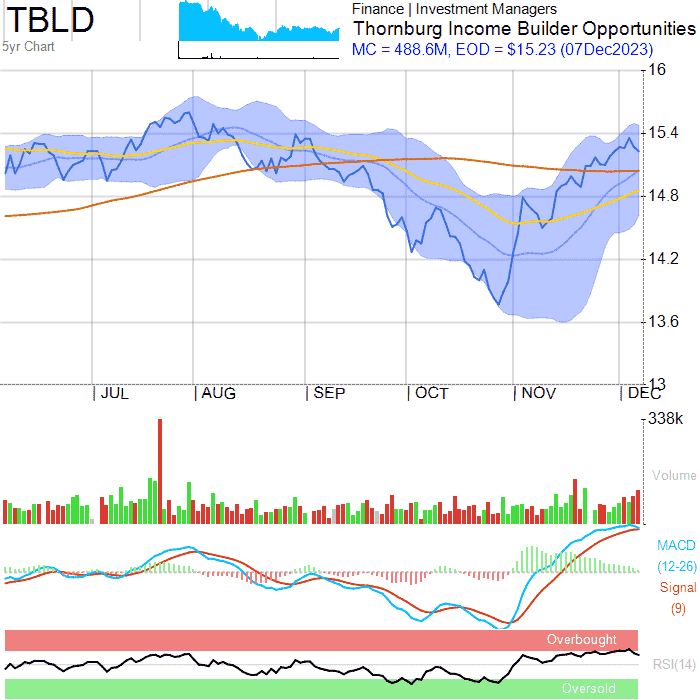 TBLD
5yr Chart
Finance | Investment Managers
Thornburg Income Builder Opportunities
MC = 488.6M, EOD = $15.23 (07Dec2023)
16
15.4
14.8
14.2
13.6
13
JUL AUG SEP OCT NOV DEC
338k
Volume
MACD
(12-26)
Signal
(9)
Overbought
RSI(14)
Oversold